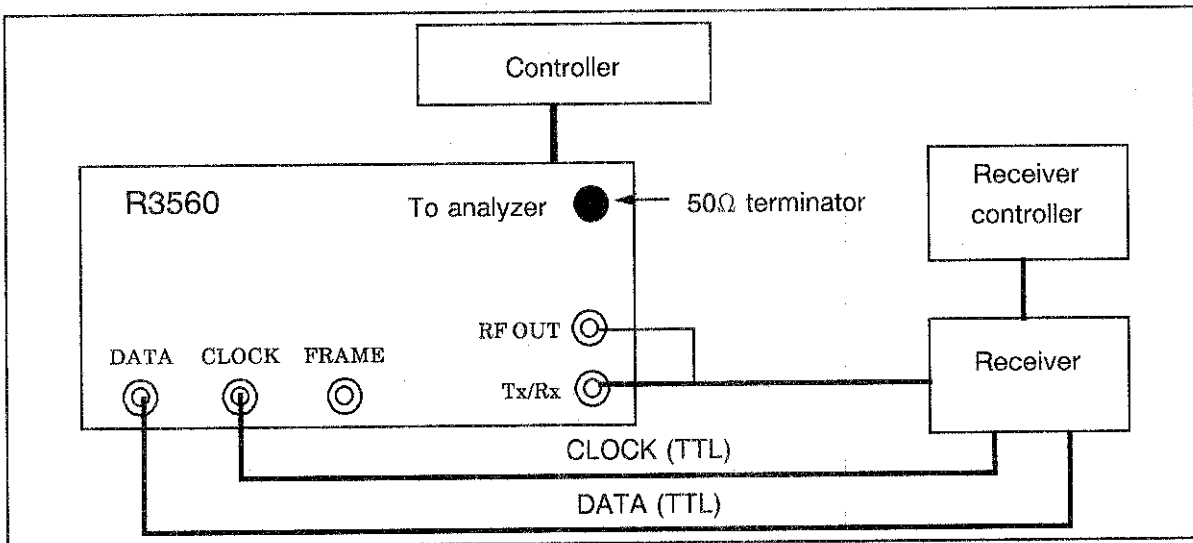 Controller
R3560
To analyzer
50Ω terminator
Receiver
controller
RF OUT
DATA
CLOCK
FRAME
Tx/Rx
Receiver
CLOCK (TTL)
DATA (TTL)